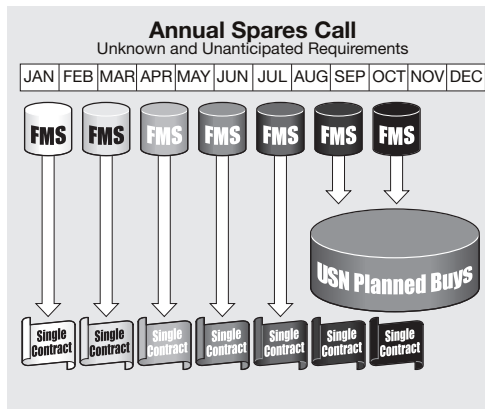 Annual Spares Call
Unknown and Unanticipated Requirements
JAN FEB MAR APR MAY JUN JUL AUG SEP OCT NOV DEC
FMS FMS FMS FMS FMS FMS FMS
USN Planned Buys
Single Single Single Single Single Single Single
Contract Contract Contract Contract Contract Contract Contract